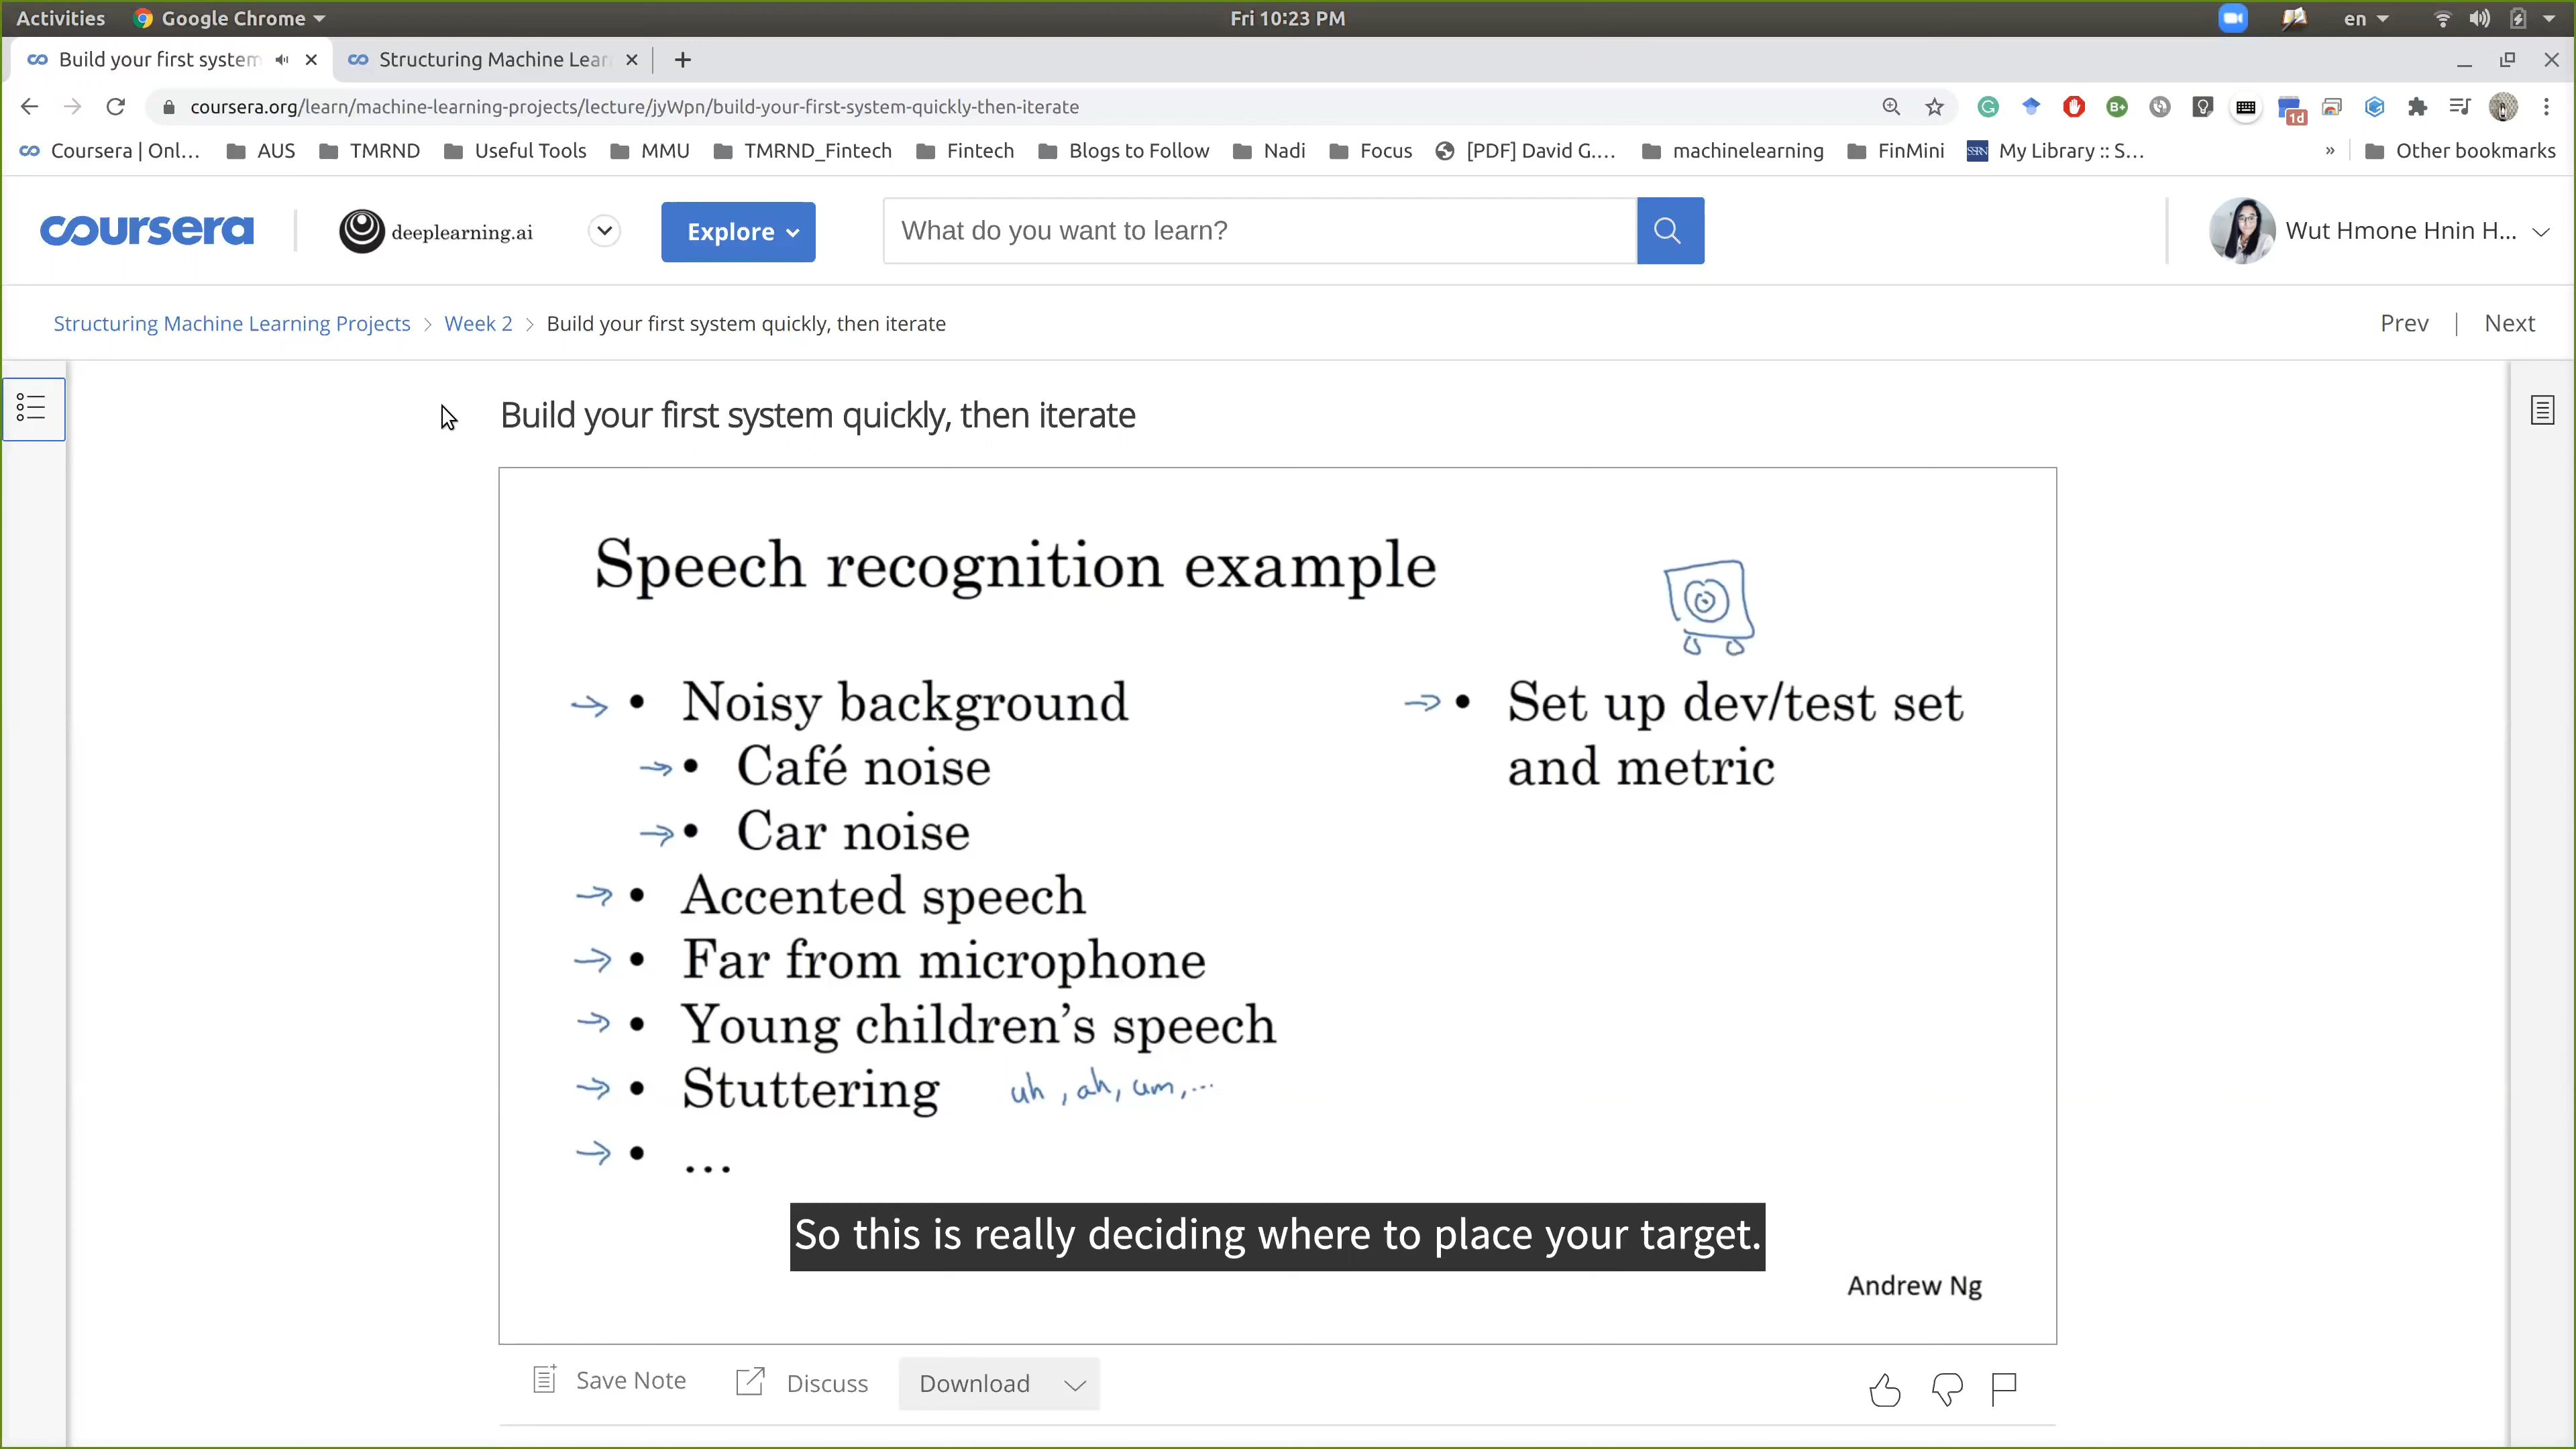 Activities
Google Chrome
Fri 10:23 PM
en
Build your first system
Structuring Machine Lear
coursera.org/learn/machine-learning-projects/lecture/jyWpn/build-your-first-system-quickly-then-iterate
1d
Coursera | Onl...
AUS
TMRND
Useful Tools
MMU
TMRND_Fintech
Fintech
Blogs to Follow
Nadi
Focus
[PDF] David G....
machinelearning
FinMini
SSRN
My Library :: S...
»
Other bookmarks
coursera
deeplearning.ai
Explore
What do you want to learn?
Wut Hmone Hnin H...
Structuring Machine Learning Projects > Week 2 > Build your first system quickly, then iterate
Prev | Next
Build your first system quickly, then iterate
Speech recognition example
→ • Noisy background
→ • Café noise
→ • Car noise
→ • Accented speech
→ • Far from microphone
→ • Young children's speech
→ • Stuttering uh, ah, um, ...
→ • ...
→ • Set up dev/test set
and metric
So this is really deciding where to place your target.
Andrew Ng
Save Note
Discuss
Download